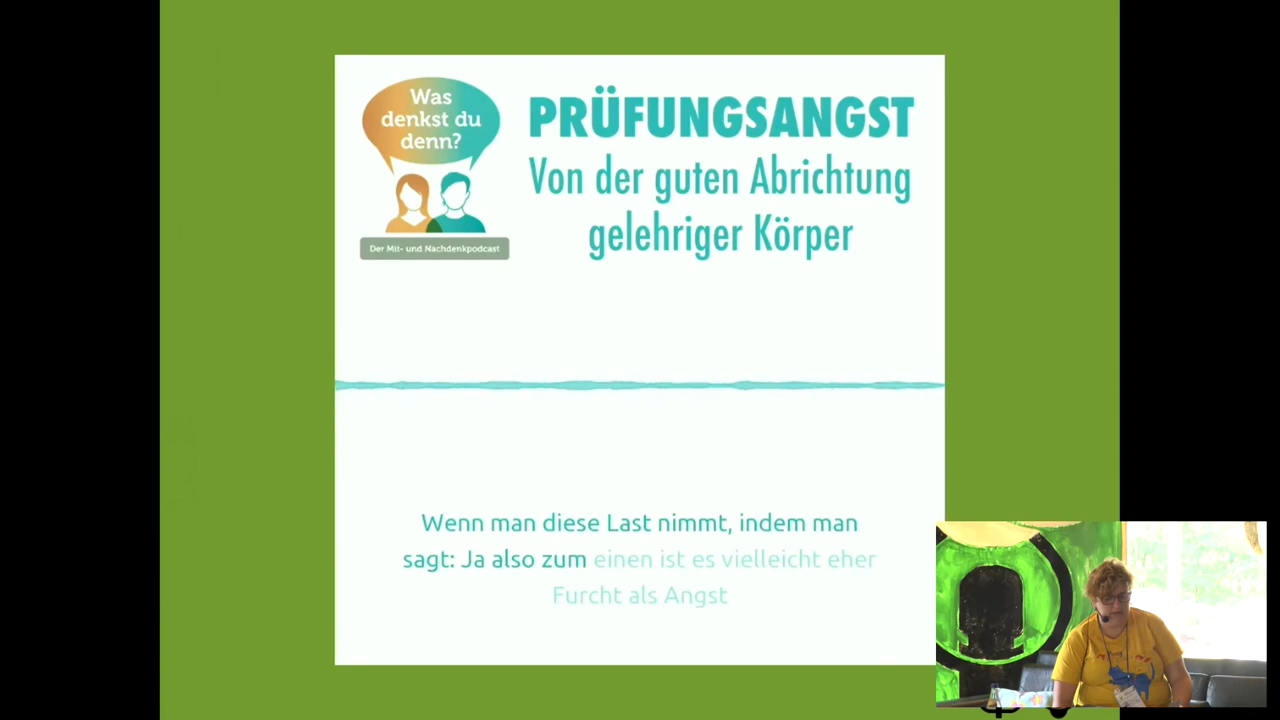 Was
denkst du
denn?
Der Mit- und Nachdenkpodcast
PRÜFUNGSANGST
Von der guten Abrichtung
gelehriger Körper
Wenn man diese Last nimmt, indem man
sagt: Ja also zum einen ist es vielleicht eher
Furcht als Angst